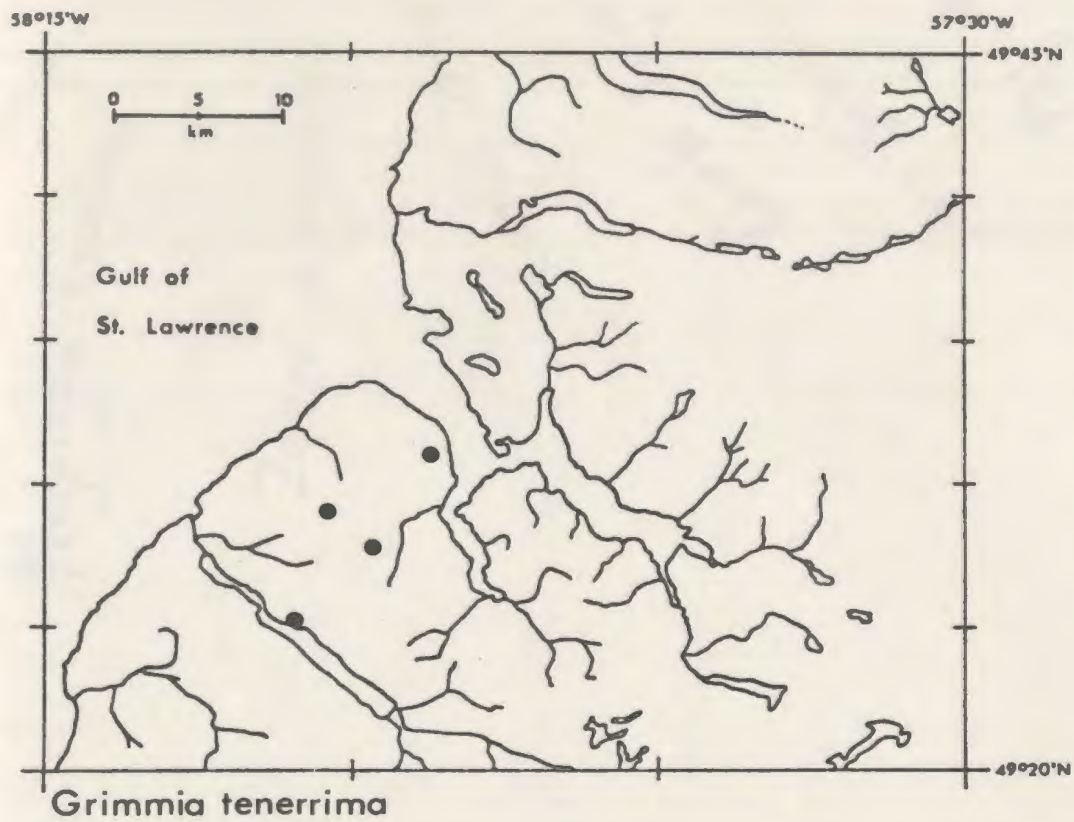 58°15'W 57°30'W
49°45'N
0 5 10
km
Gulf of
St. Lawrence
49°20'N
Grimmia tenerrima